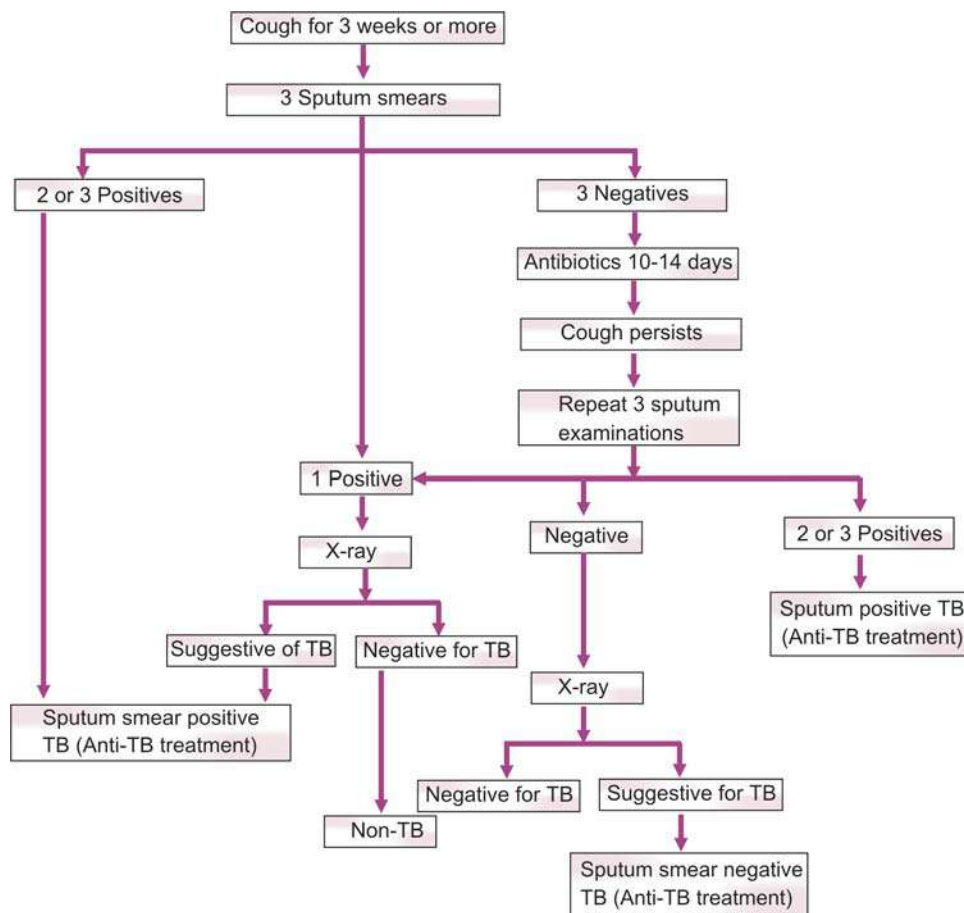 Cough for 3 weeks or more
3 Sputum smears
2 or 3 Positives
3 Negatives
Antibiotics 10-14 days
Cough persists
Repeat 3 sputum
examinations
1 Positive
Negative
2 or 3 Positives
X-ray
Sputum positive TB
(Anti-TB treatment)
Suggestive of TB
Negative for TB
X-ray
Sputum smear positive
TB (Anti-TB treatment)
Negative for TB
Suggestive for TB
Non-TB
Sputum smear negative
TB (Anti-TB treatment)